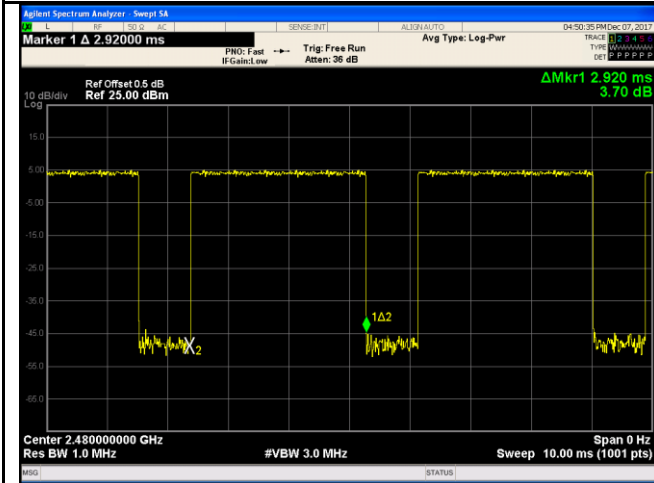 Agilent Spectrum Analyzer - Swept SA
L RF 50 Ω AC SENSE:INT ALIGN AUTO 04:50:35 PM Dec 07, 2017
Marker 1 Δ 2.92000 ms Avg Type: Log-Pwr TRACE 1 2 3 4 5 6
PNO: Fast Trig: Free Run TYPE WWWWWW
IFGain:Low Atten: 36 dB DET P P P P P P
ΔMkr1 2.920 ms
Ref Offset 0.5 dB
10 dB/div Ref 25.00 dBm 3.70 dB
Log
15.0
5.00
-5.00
-15.0
-25.0
-35.0
1Δ2
-45.0
X2
-55.0
-65.0
Center 2.480000000 GHz Span 0 Hz
Res BW 1.0 MHz #VBW 3.0 MHz Sweep 10.00 ms (1001 pts)
MSG STATUS